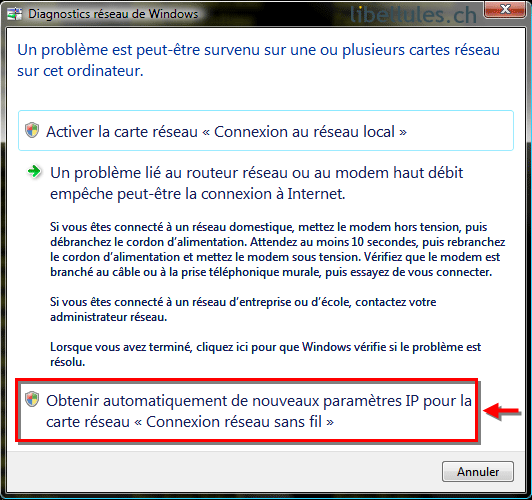 Diagnostics réseau de Windows
libellules.ch
Un problème est peut-être survenu sur une ou plusieurs cartes réseau
sur cet ordinateur.
Activer la carte réseau « Connexion au réseau local »
Un problème lié au routeur réseau ou au modem haut débit
empêche peut-être la connexion à Internet.
Si vous êtes connecté à un réseau domestique, mettez le modem hors tension, puis
débranchez le cordon d'alimentation. Attendez au moins 10 secondes, puis rebranchez
le cordon d'alimentation et mettez le modem sous tension. Vérifiez que le modem est
branché au câble ou à la prise téléphonique murale, puis essayez de vous connecter.
Si vous êtes connecté à un réseau d'entreprise ou d'école, contactez votre
administrateur réseau.
Lorsque vous avez terminé, cliquez ici pour que Windows vérifie si le problème est
résolu.
Obtenir automatiquement de nouveaux paramètres IP pour la
carte réseau « Connexion réseau sans fil »
Annuler